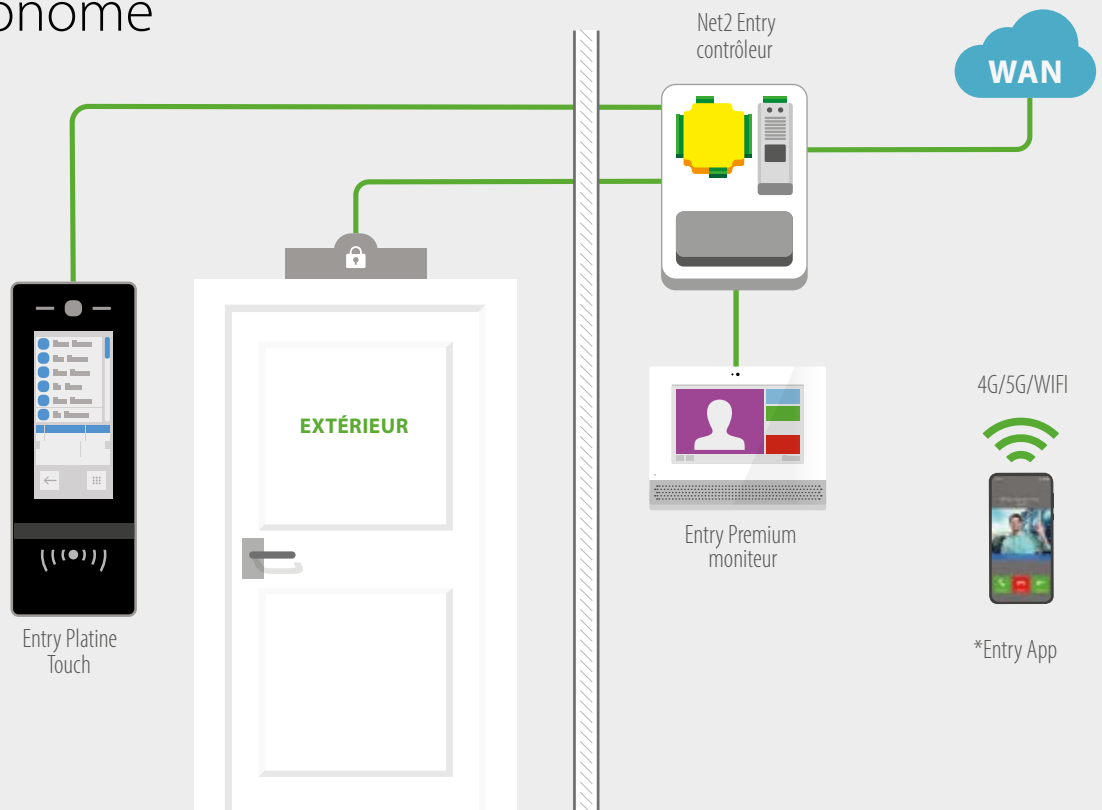 onome
Net2 Entry
contrôleur
WAN
EXTÉRIEUR
4G/5G/WIFI
Entry Premium
moniteur
Entry Platine
Touch
*Entry App